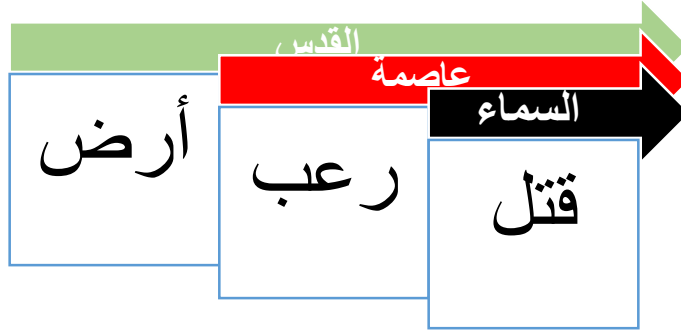 القدس
عاصمة
السماء
أرض
رعب
قتل